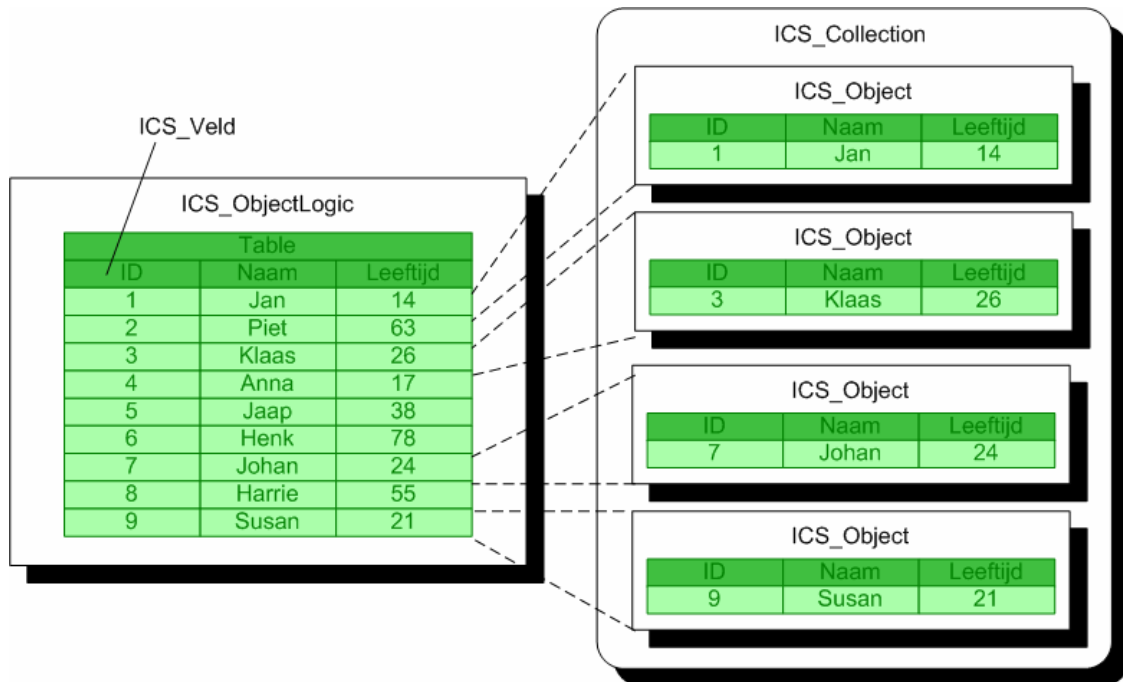 ICS_Veld
ICS_ObjectLogic
Table
ID Naam Leeftijd
1 Jan 14
2 Piet 63
3 Klaas 26
4 Anna 17
5 Jaap 38
6 Henk 78
7 Johan 24
8 Harrie 55
9 Susan 21
ICS_Collection
ICS_Object
ID Naam Leeftijd
1 Jan 14
ICS_Object
ID Naam Leeftijd
3 Klaas 26
ICS_Object
ID Naam Leeftijd
7 Johan 24
ICS_Object
ID Naam Leeftijd
9 Susan 21